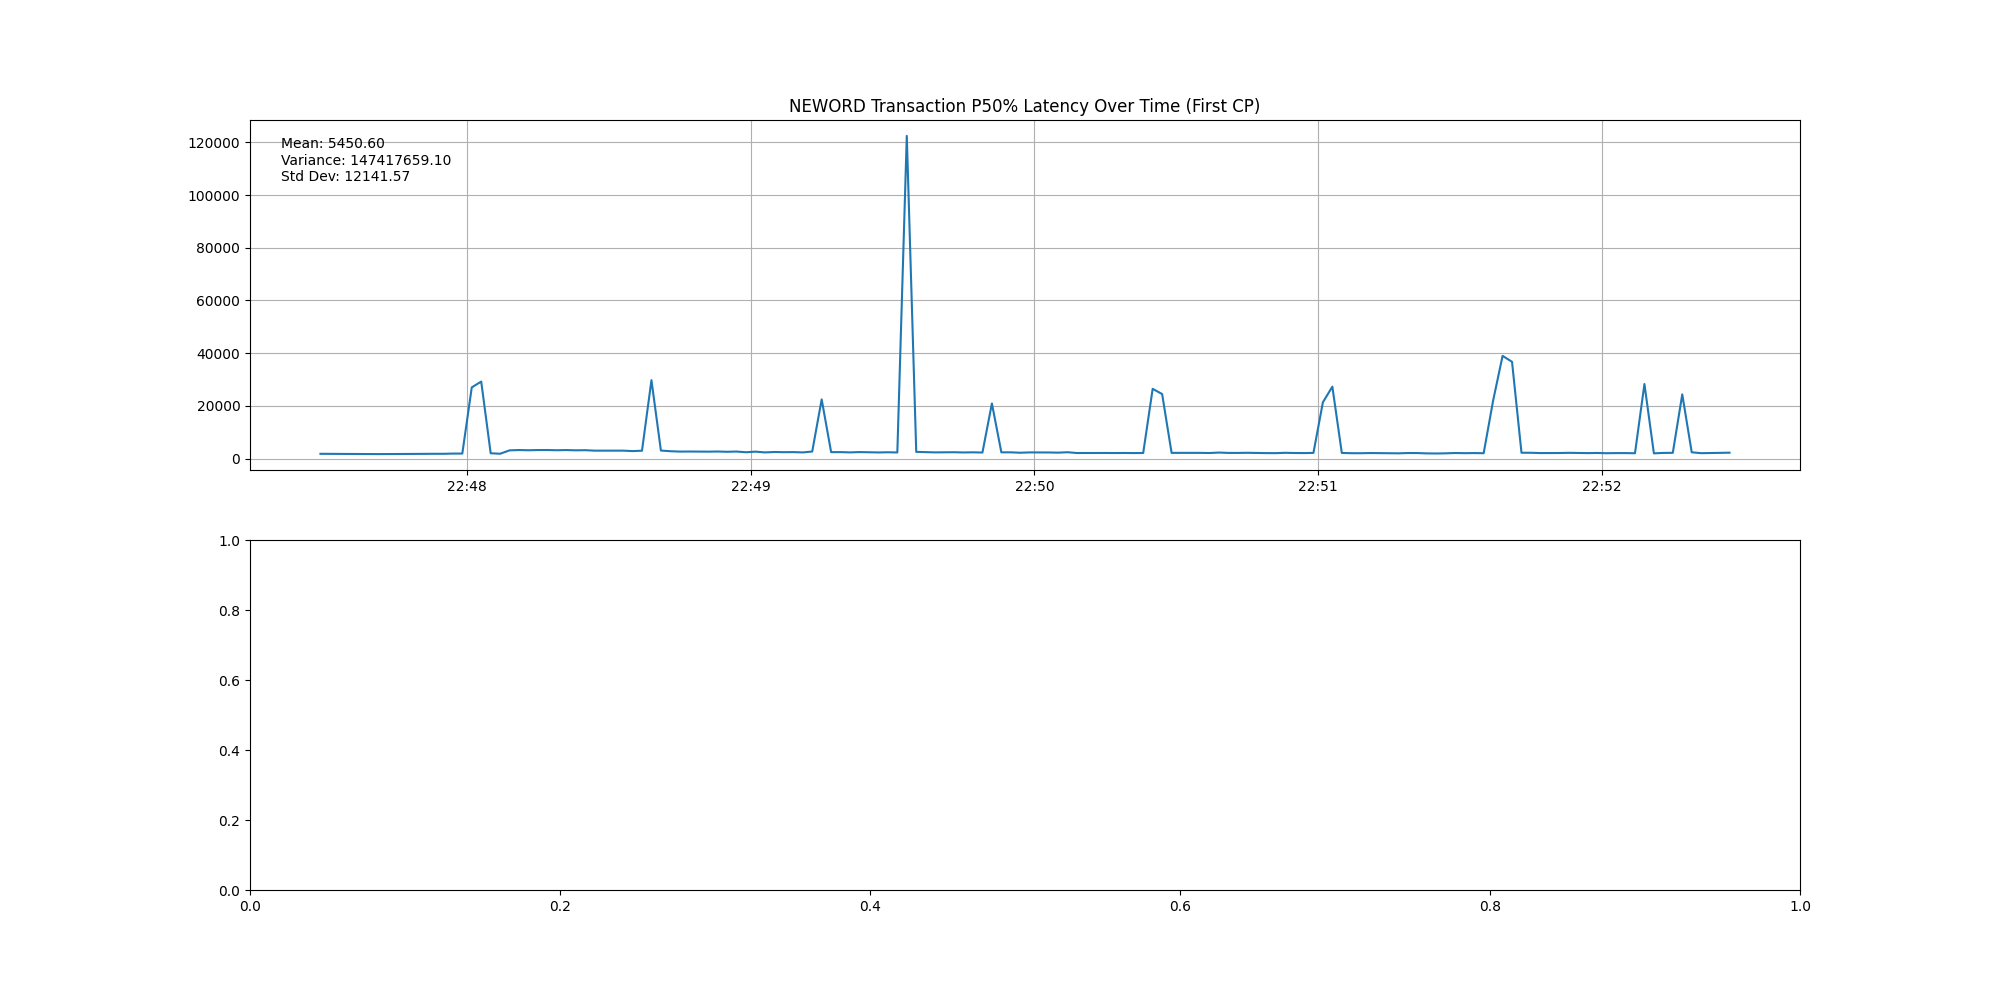 NEWORD Transaction P50% Latency Over Time (First CP)
120000
100000
80000
60000
40000
20000
0
Mean: 5450.60
Variance: 147417659.10
Std Dev: 12141.57
22:48 22:49 22:50 22:51 22:52
1.0
0.8
0.6
0.4
0.2
0.0
0.0 0.2 0.4 0.6 0.8 1.0